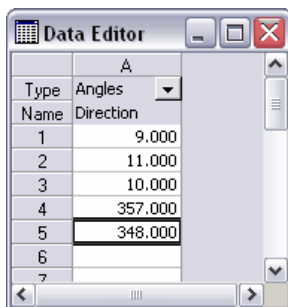 Data Editor
A
Type Angles
Name Direction
1 9.000
2 11.000
3 10.000
4 357.000
5 348.000
6
7